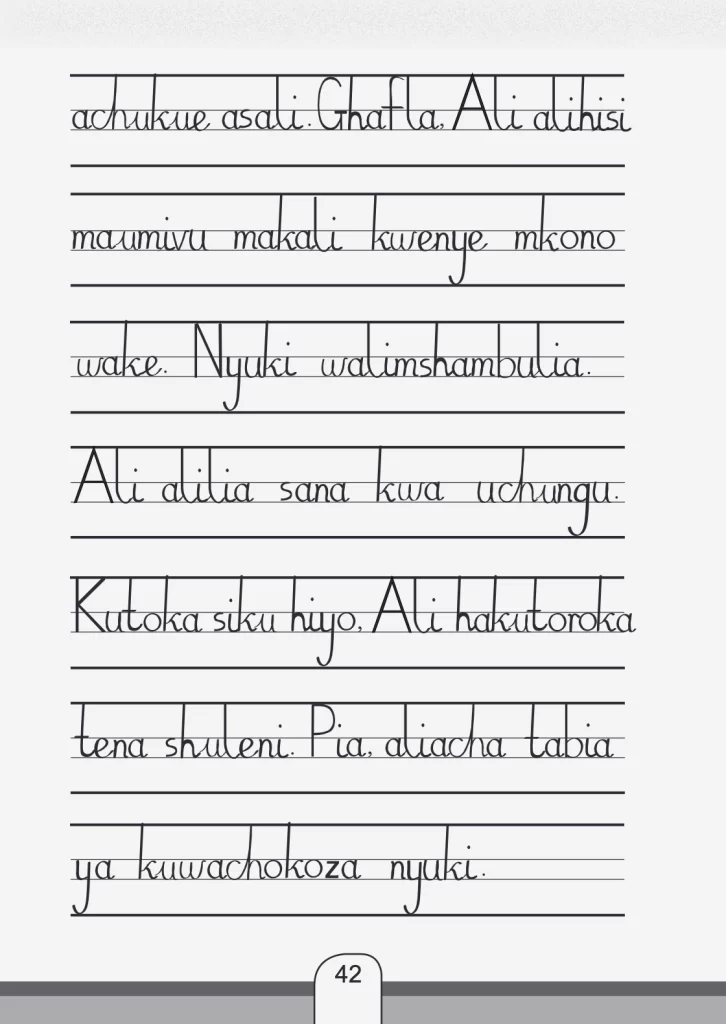 achukue asali. Ghafla, Ali alihisi
maumivu makali kwenye mkono
wake. Nyuki walimshambulia.
Ali alilia sana kwa uchungu.
Kutoka siku hiyo, Ali hakutoroka
tena shuleni. Pia, aliacha tabia
ya kuwachokoza nyuki.
42